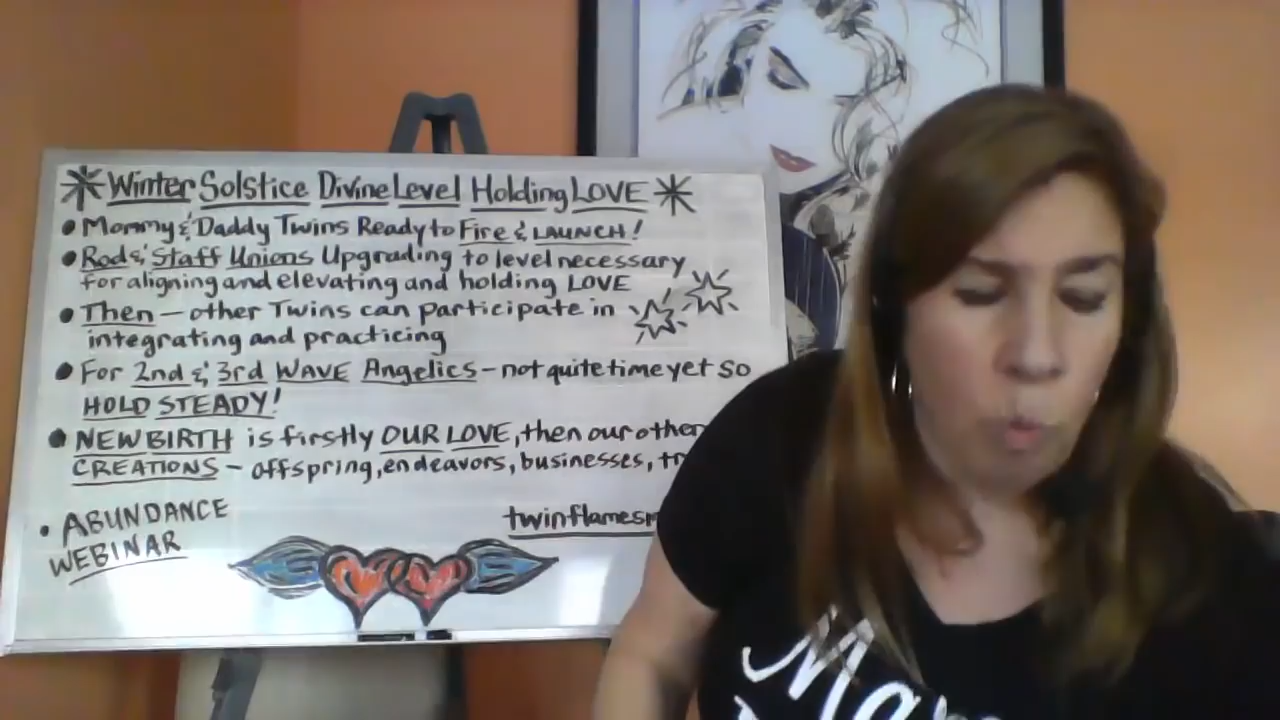 Winter Solstice Divine Level Holding LOVE
• Mommy & Daddy Twins Ready to Fire & LAUNCH!
• Rod & Staff Unions Upgrading to level necessary
for aligning and elevating and holding LOVE
• Then — other Twins can participate in
integrating and practicing
• For 2nd & 3rd WAVE Angelics - not quite time yet so
HOLD STEADY!
• NEW BIRTH is firstly OUR LOVE, then our other
CREATIONS - offspring, endeavors, businesses,
• ABUNDANCE
WEBINAR